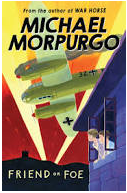 From the author of WAR HORSE
MICHAEL
MORPURGO
FRIEND OR FOE